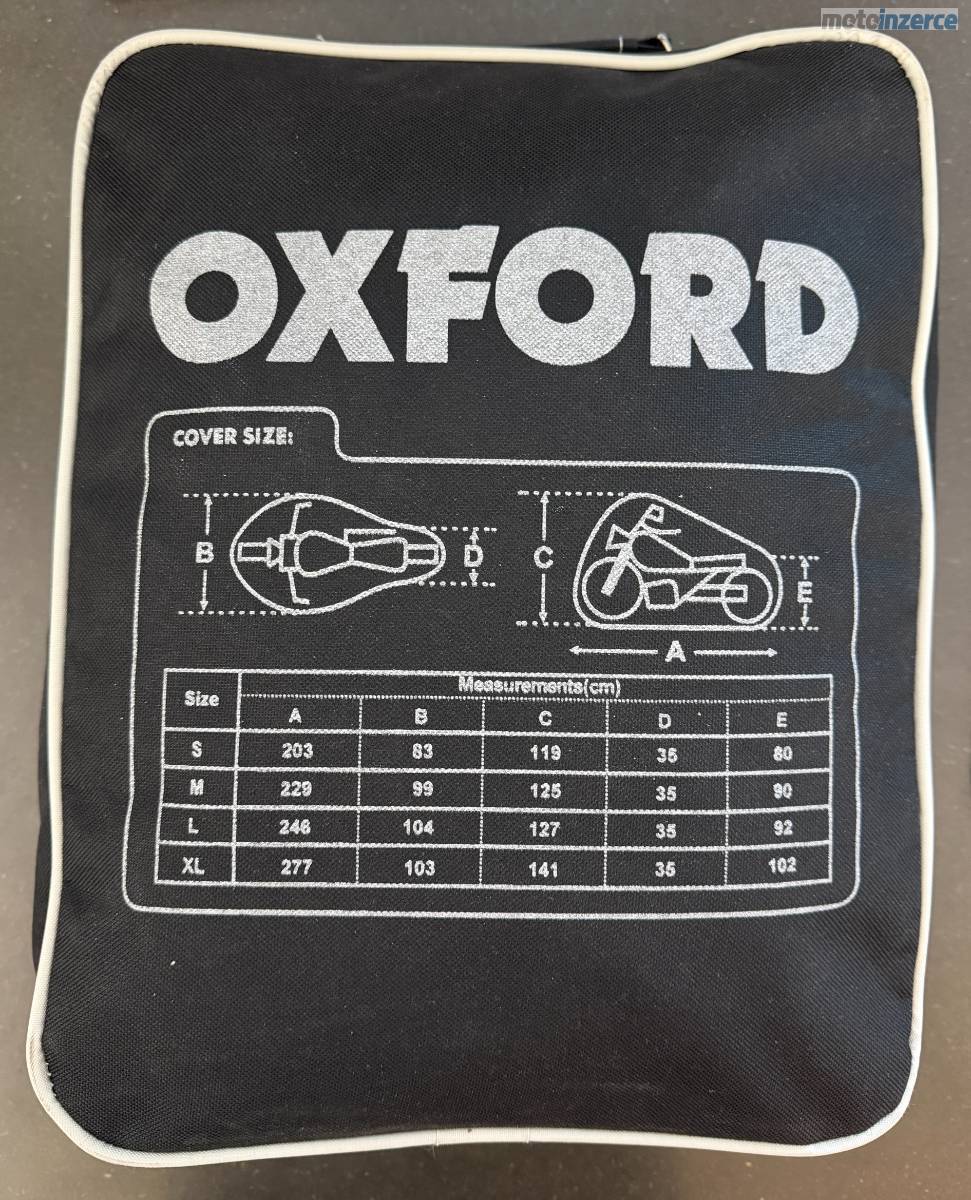 motoinzerce
OXFORD
COVER SIZE:
B D C E
A
Size Measurements(cm)
A B C D E
S 203 83 119 35 80
M 229 99 125 35 90
L 246 104 127 35 92
XL 277 103 141 35 102